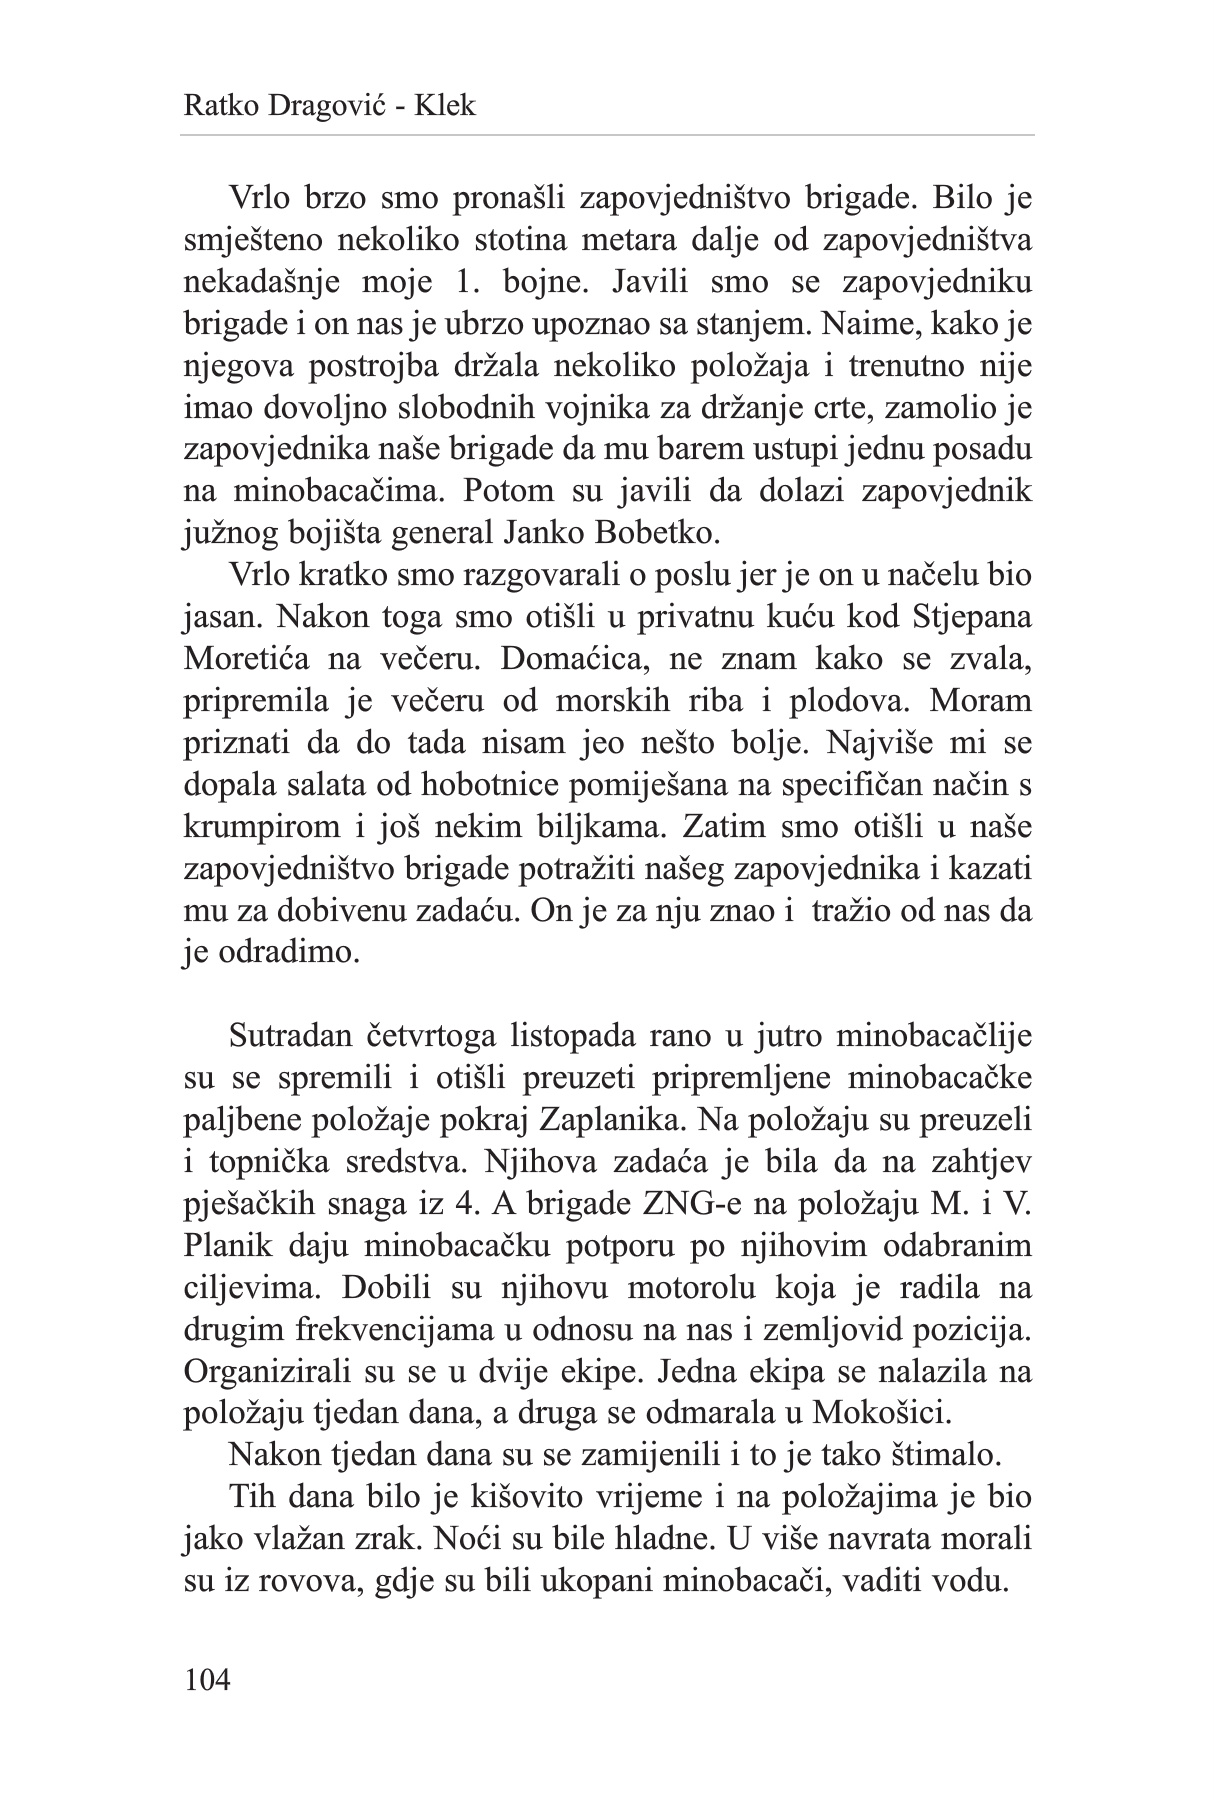 Ratko Dragović - Klek
Vrlo brzo smo pronašli zapovjedništvo brigade. Bilo je
smješteno nekoliko stotina metara dalje od zapovjedništva
nekadašnje moje 1. bojne. Javili smo se zapovjedniku
brigade i on nas je ubrzo upoznao sa stanjem. Naime, kako je
njegova postrojba držala nekoliko položaja i trenutno nije
imao dovoljno slobodnih vojnika za držanje crte, zamolio je
zapovjednika naše brigade da mu barem ustupi jednu posadu
na minobacačima. Potom su javili da dolazi zapovjednik
južnog bojišta general Janko Bobetko.
Vrlo kratko smo razgovarali o poslu jer je on u načelu bio
jasan. Nakon toga smo otišli u privatnu kuću kod Stjepana
Moretića na večeru. Domaćica, ne znam kako se zvala,
pripremila je večeru od morskih riba i plodova. Moram
priznati da do tada nisam jeo nešto bolje. Najviše mi se
dopala salata od hobotnice pomiješana na specifičan način s
krumpirom i još nekim biljkama. Zatim smo otišli u naše
zapovjedništvo brigade potražiti našeg zapovjednika i kazati
mu za dobivenu zadaću. On je za nju znao i  tražio od nas da
je odradimo.
Sutradan četvrtoga listopada rano u jutro minobacačlije
su se spremili i otišli preuzeti pripremljene minobacačke
paljbene položaje pokraj Zaplanika. Na položaju su preuzeli
i topnička sredstva. Njihova zadaća je bila da na zahtjev
pješačkih snaga iz 4. A brigade ZNG-e na položaju M. i V.
Planik daju minobacačku potporu po njihovim odabranim
ciljevima. Dobili su njihovu motorolu koja je radila na
drugim frekvencijama u odnosu na nas i zemljovid pozicija.
Organizirali su se u dvije ekipe. Jedna ekipa se nalazila na
položaju tjedan dana, a druga se odmarala u Mokošici.
Nakon tjedan dana su se zamijenili i to je tako štimalo.
Tih dana bilo je kišovito vrijeme i na položajima je bio
jako vlažan zrak. Noći su bile hladne. U više navrata morali
su iz rovova, gdje su bili ukopani minobacači, vaditi vodu.
104